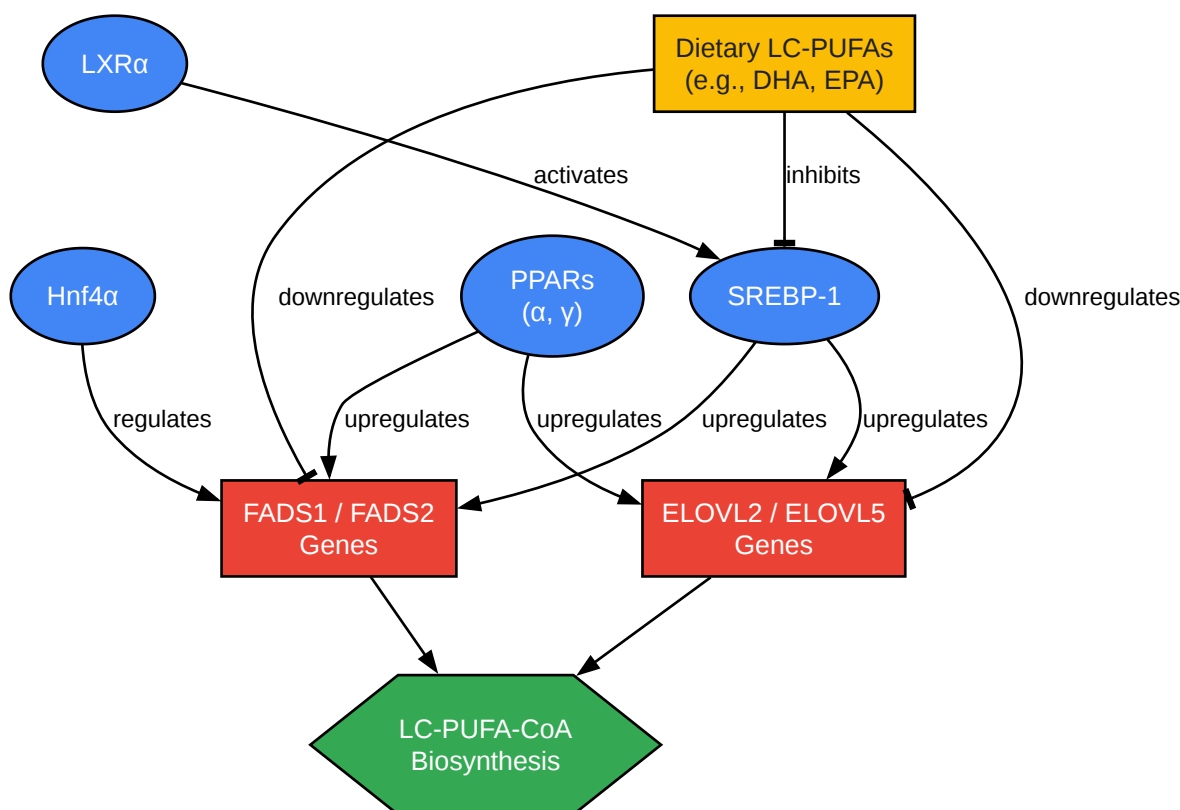 LXRα
Dietary LC-PUFAs
(e.g., DHA, EPA)
activates
inhibits
Hnf4α
downregulates
PPARs
(α, γ)
SREBP-1
downregulates
regulates
upregulates
upregulates
upregulates
upregulates
FADS1 / FADS2
Genes
ELOVL2 / ELOVL5
Genes
LC-PUFA-CoA
Biosynthesis